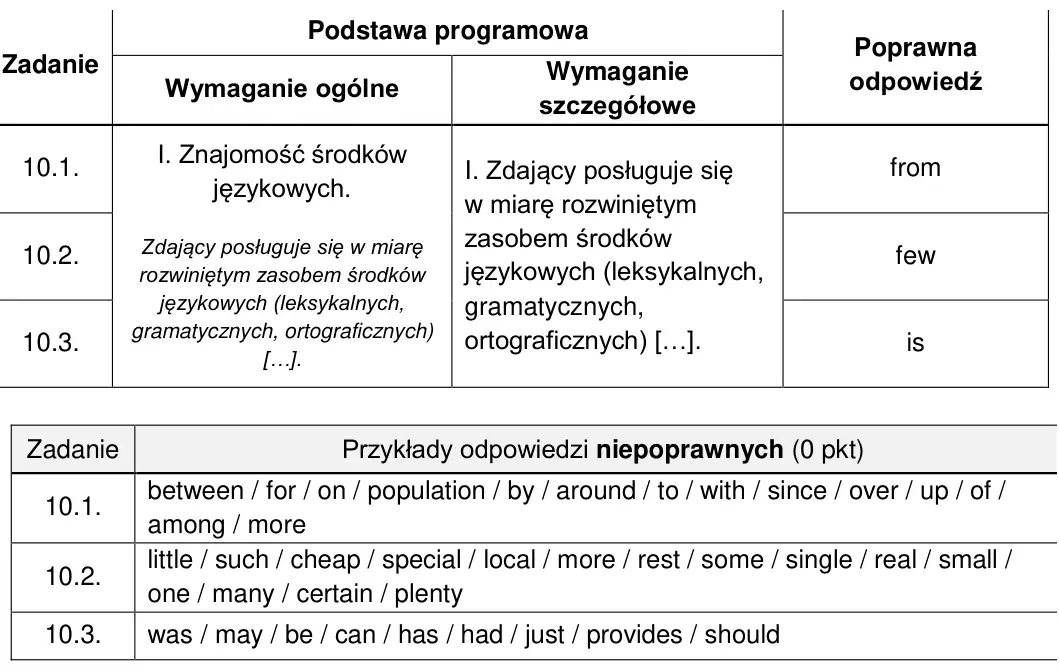 Zadanie
Podstawa programowa
Poprawna
odpowiedź
Wymaganie ogólne
Wymaganie
szczegółowe
10.1.
I. Znajomość środków
językowych.
Zdający posługuje się w miarę
rozwiniętym zasobem środków
językowych (leksykalnych,
gramatycznych, ortograficznych)
[…].
I. Zdający posługuje się
w miarę rozwiniętym
zasobem środków
językowych (leksykalnych,
gramatycznych,
ortograficznych) […].
from
10.2.
few
10.3.
is
Zadanie
Przykłady odpowiedzi niepoprawnych (0 pkt)
10.1.
between / for / on / population / by / around / to / with / since / over / up / of /
among / more
10.2.
little / such / cheap / special / local / more / rest / some / single / real / small /
one / many / certain / plenty
10.3.
was / may / be / can / has / had / just / provides / should